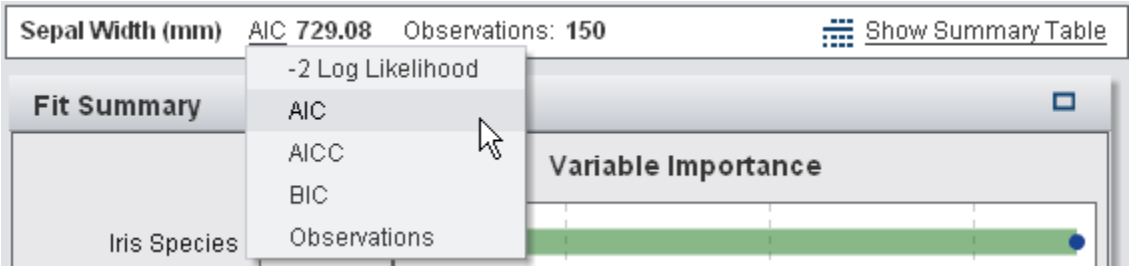 Sepal Width (mm) AIC 729.08 Observations: 150 Show Summary Table
-2 Log Likelihood
Fit Summary
AIC
AICC
Variable Importance
BIC
Iris Species
Observations